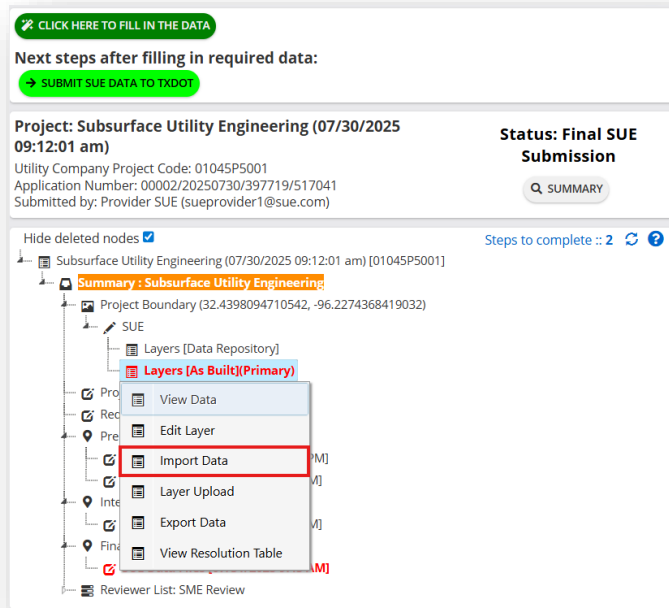 CLICK HERE TO FILL IN THE DATA
Next steps after filling in required data:
SUBMIT SUE DATA TO TXDOT
Project: Subsurface Utility Engineering (07/30/2025
09:12:01 am)
Utility Company Project Code: 01045P5001
Application Number: 00002/20250730/397719/517041
Submitted by: Provider SUE (sueprovider1@sue.com)
Status: Final SUE
Submission
SUMMARY
Hide deleted nodes
Steps to complete :: 2
Subsurface Utility Engineering (07/30/2025 09:12:01 am) [01045P5001]
Summary : Subsurface Utility Engineering
Project Boundary (32.4398094710542, -96.2274368419032)
SUE
Layers [Data Repository]
Layers [As Built](Primary)
View Data
Edit Layer
Import Data
Layer Upload
Export Data
View Resolution Table
Reviewer List: SME Review